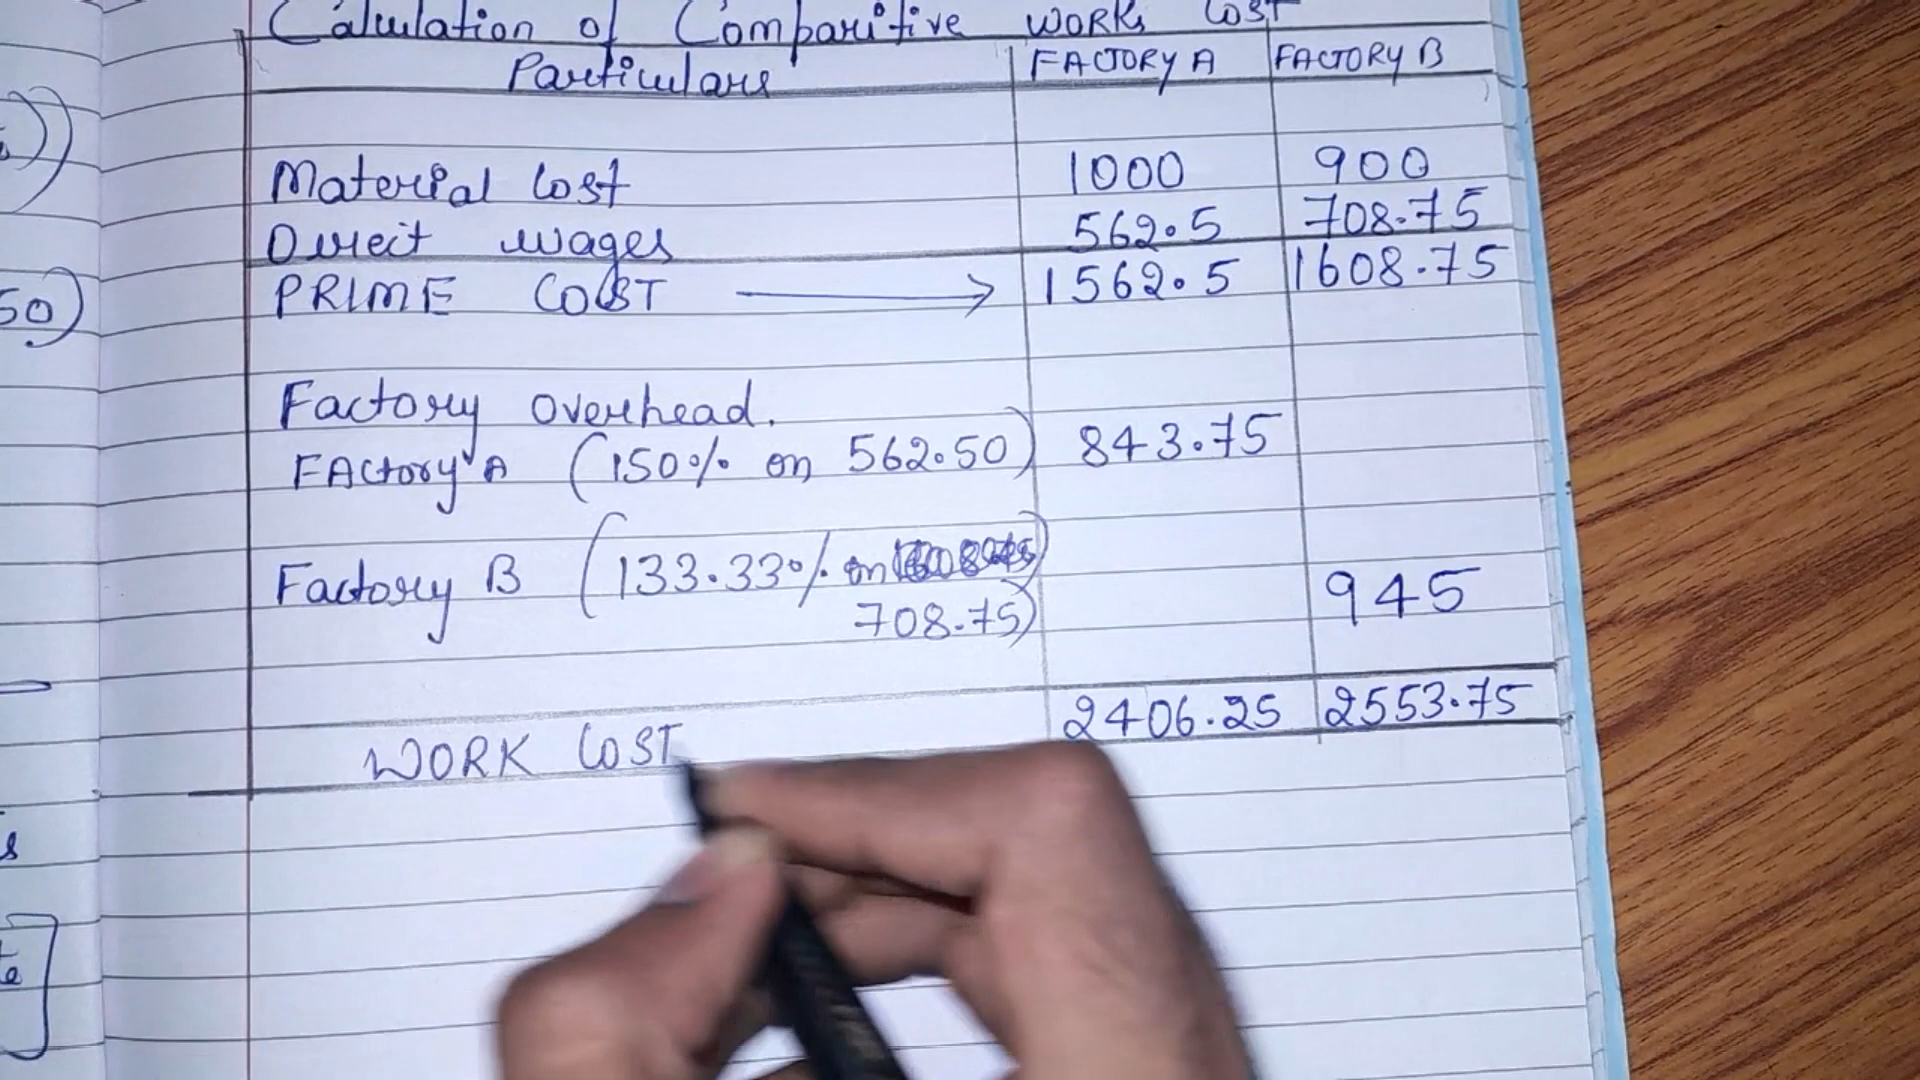 Calculation of Comparitive works Cost
Particulars FACTORY A FACTORY B
Material Cost 1000 900
Direct wages 562.5 708.75
PRIME COST → 1562.5 1608.75
50)
Factory overhead.
FActory A (150% on 562.50) 843.75
Factory B (133.33% on
708.75) 945
WORK COST 2406.25 2553.75